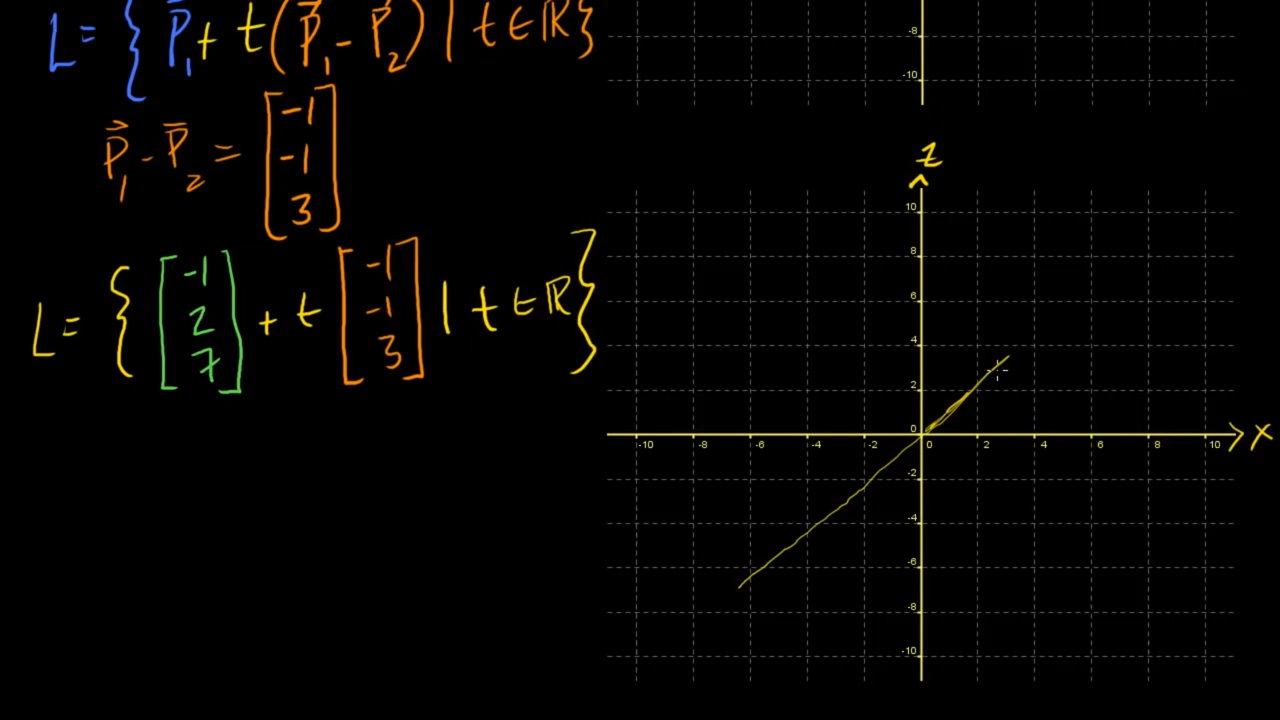 L = { P⃗₁ + t(P⃗₁ - P⃗₂) | t ∈ ℝ}
P⃗₁ - P⃗₂ = [-1
-1
3]
L = { [-1
2
7] + t [-1
-1
3] | t ∈ ℝ}
-8
-10
z
10
8
6
4
2
0
-10 -8 -6 -4 -2 0 2 4 6 8 10 x
-2
-4
-6
-8
-10